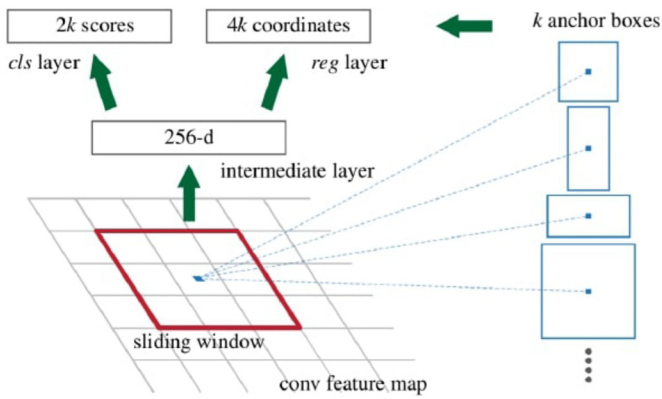 2k scores
4k coordinates
k anchor boxes
cls layer
reg layer
256-d
intermediate layer
sliding window
conv feature map